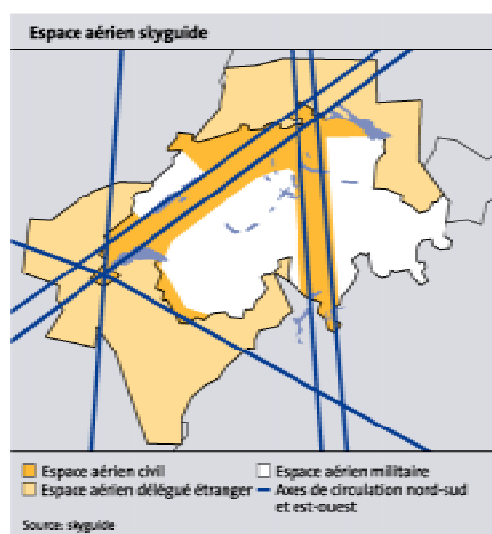 Espace aérien skyguide
Espace aérien civil
Espace aérien délégué étranger
Espace aérien militaire
Axes de circulation nord-sud
et est-ouest
Source: skyguide